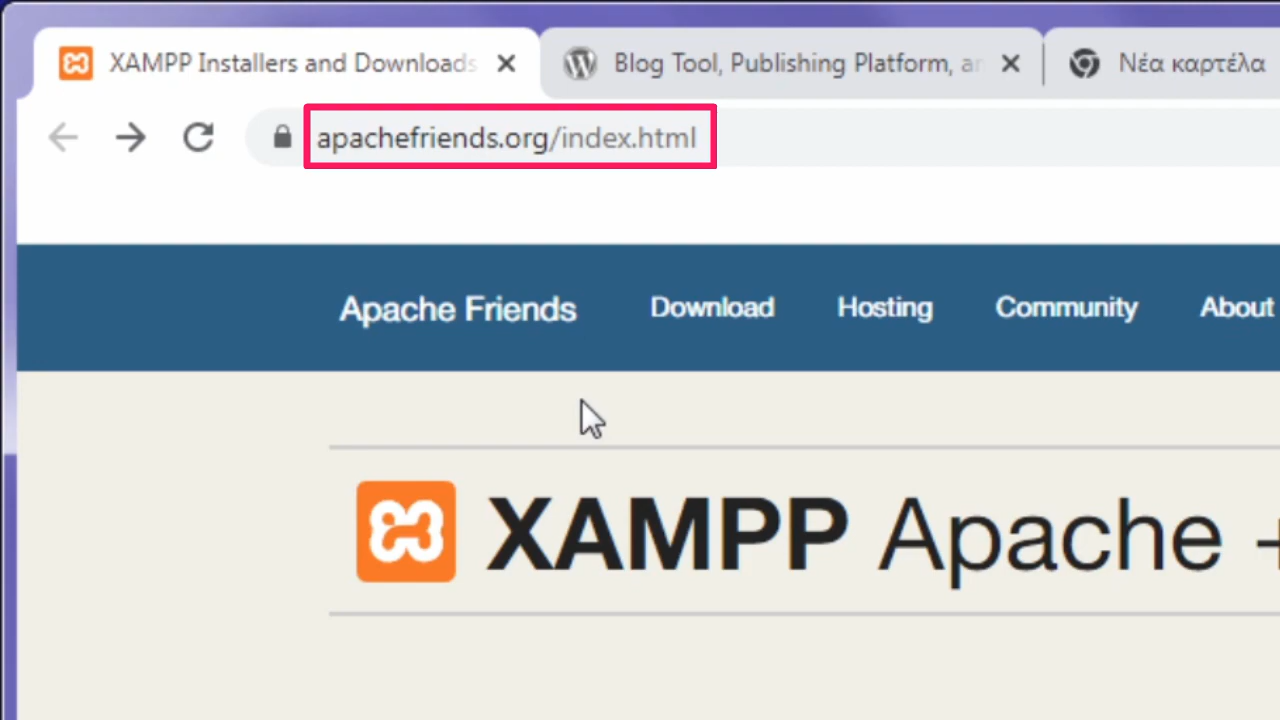 XAMPP Installers and Downloads
Blog Tool, Publishing Platform, an
Νέα καρτέλα
apachefriends.org/index.html
Apache Friends Download Hosting Community About
XAMPP Apache +